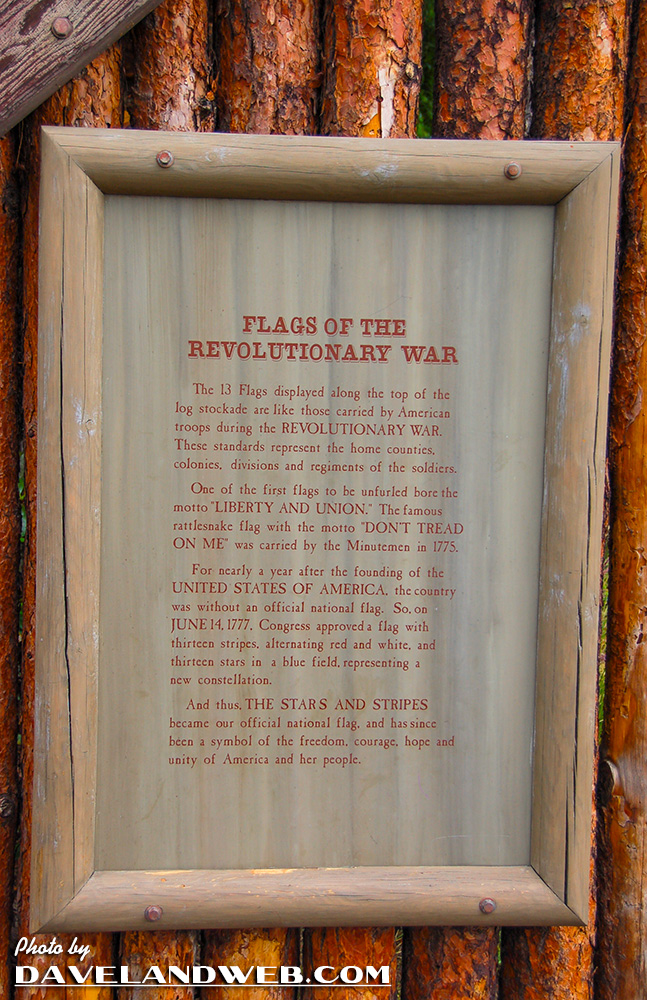 FLAGS OF THE
REVOLUTIONARY WAR
The 13 Flags displayed along the top of the
log stockade are like those carried by American
troops during the REVOLUTIONARY WAR.
These standards represent the home counties,
colonies, divisions and regiments of the soldiers.
One of the first flags to be unfurled bore the
motto "LIBERTY AND UNION." The famous
rattlesnake flag with the motto "DON'T TREAD
ON ME" was carried by the Minutemen in 1775.
For nearly a year after the founding of the
UNITED STATES OF AMERICA, the country
was without an official national flag. So, on
JUNE 14, 1777, Congress approved a flag with
thirteen stripes, alternating red and white, and
thirteen stars in a blue field, representing a
new constellation.
And thus, THE STARS AND STRIPES
became our official national flag, and has since
been a symbol of the freedom, courage, hope and
unity of America and her people.
Photo by
DAVELANDWEB.COM